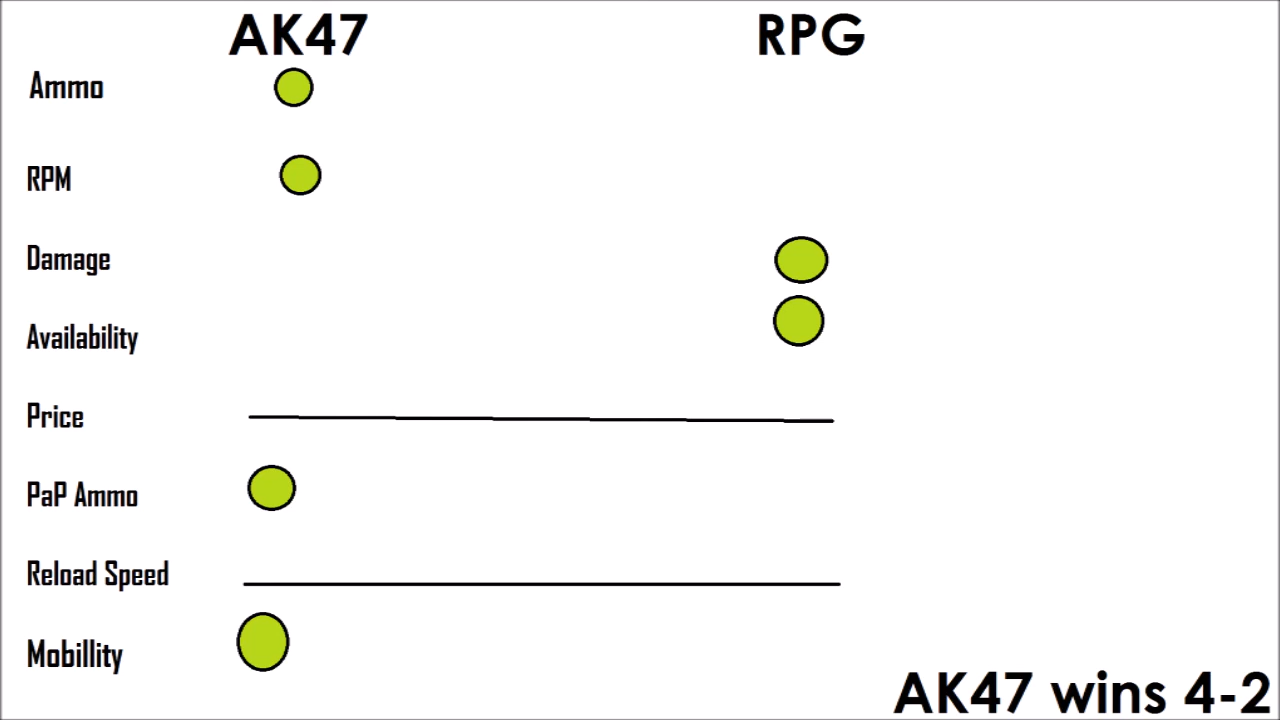 AK47 RPG
Ammo
RPM
Damage
Availability
Price
PaP Ammo
Reload Speed
Mobillity
AK47 wins 4-2